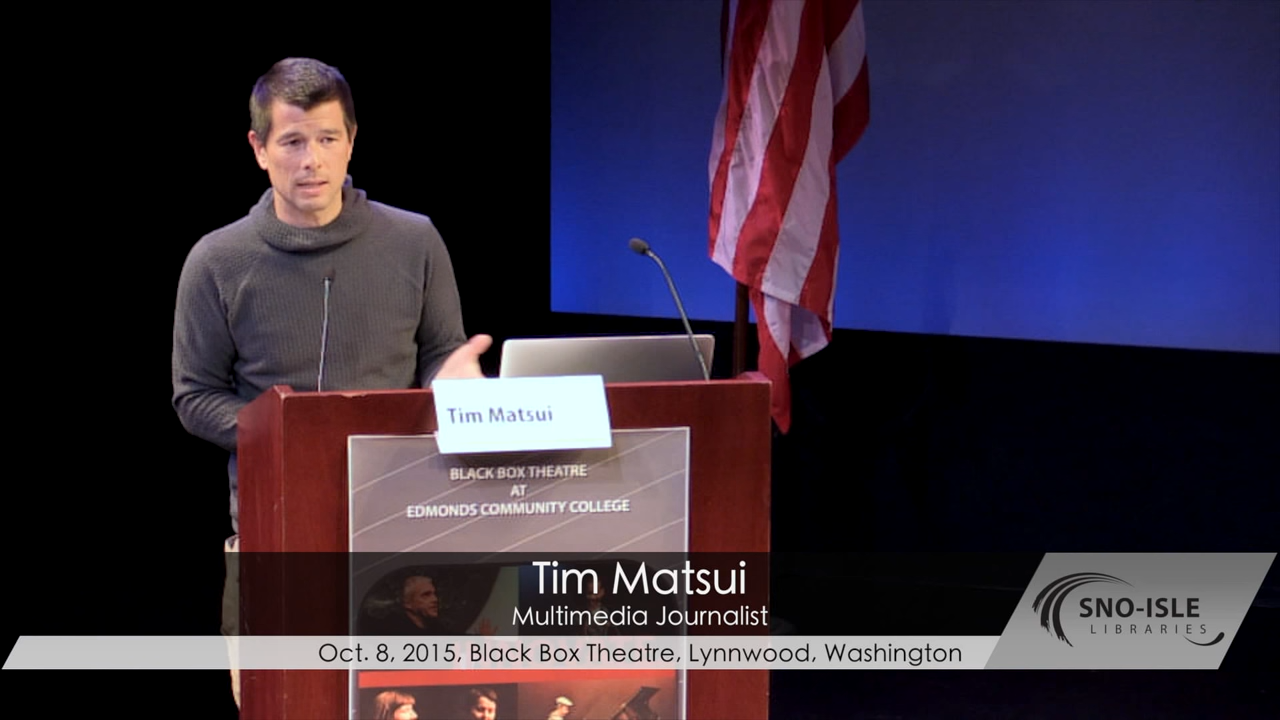 Tim Matsui
BLACK BOX THEATRE
AT
EDMONDS COMMUNITY COLLEGE
Tim Matsui
Multimedia Journalist
Oct. 8, 2015, Black Box Theatre, Lynnwood, Washington
SNO-ISLE
LIBRARIES